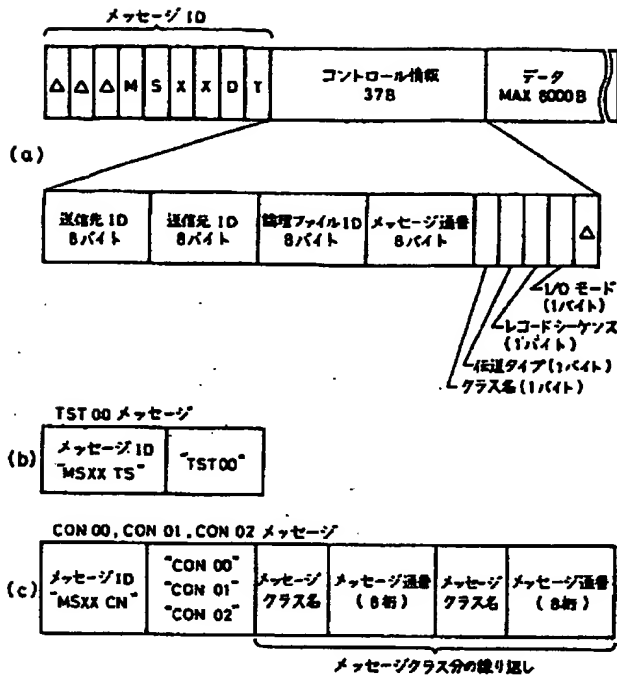 メッセージ ID
△ △ △ M S X X D T
コントロール情報
37B
データ
MAX 8000B
(a)
送信先 ID
8バイト
送信元 ID
8バイト
論理ファイルID
8バイト
メッセージ通番
8バイト
△
I/O モード
(1バイト)
レコードシーケンス
(1バイト)
伝送タイプ(1バイト)
クラス名(1バイト)
TST 00 メッセージ
(b)
メッセージ ID
"MSXX TS"
"TST00"
CON 00, CON 01, CON 02 メッセージ
(c)
メッセージID
"MSXX CN"
"CON 00"
"CON 01"
"CON 02"
メッセージ
クラス名
メッセージ通番
(8桁)
メッセージ
クラス名
メッセージ通番
(8桁)
メッセージクラス分の繰り返し